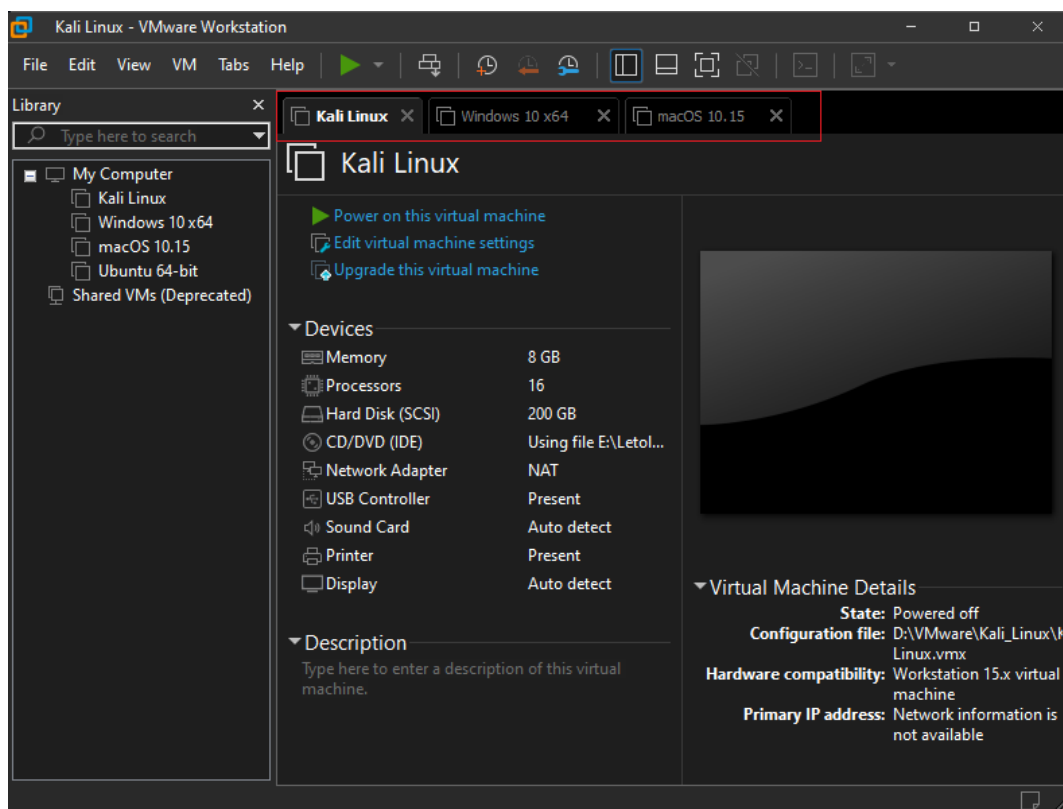 Kali Linux - VMware Workstation
File Edit View VM Tabs Help
Library
Type here to search
My Computer
Kali Linux
Windows 10 x64
macOS 10.15
Ubuntu 64-bit
Shared VMs (Deprecated)
Kali Linux Windows 10 x64 macOS 10.15
Kali Linux
Power on this virtual machine
Edit virtual machine settings
Upgrade this virtual machine
Devices
Memory 8 GB
Processors 16
Hard Disk (SCSI) 200 GB
CD/DVD (IDE) Using file E:\Letol...
Network Adapter NAT
USB Controller Present
Sound Card Auto detect
Printer Present
Display Auto detect
Description
Type here to enter a description of this virtual
machine.
Virtual Machine Details
State: Powered off
Configuration file: D:\VMware\Kali_Linux\K
Linux.vmx
Hardware compatibility: Workstation 15.x virtual
machine
Primary IP address: Network information is
not available